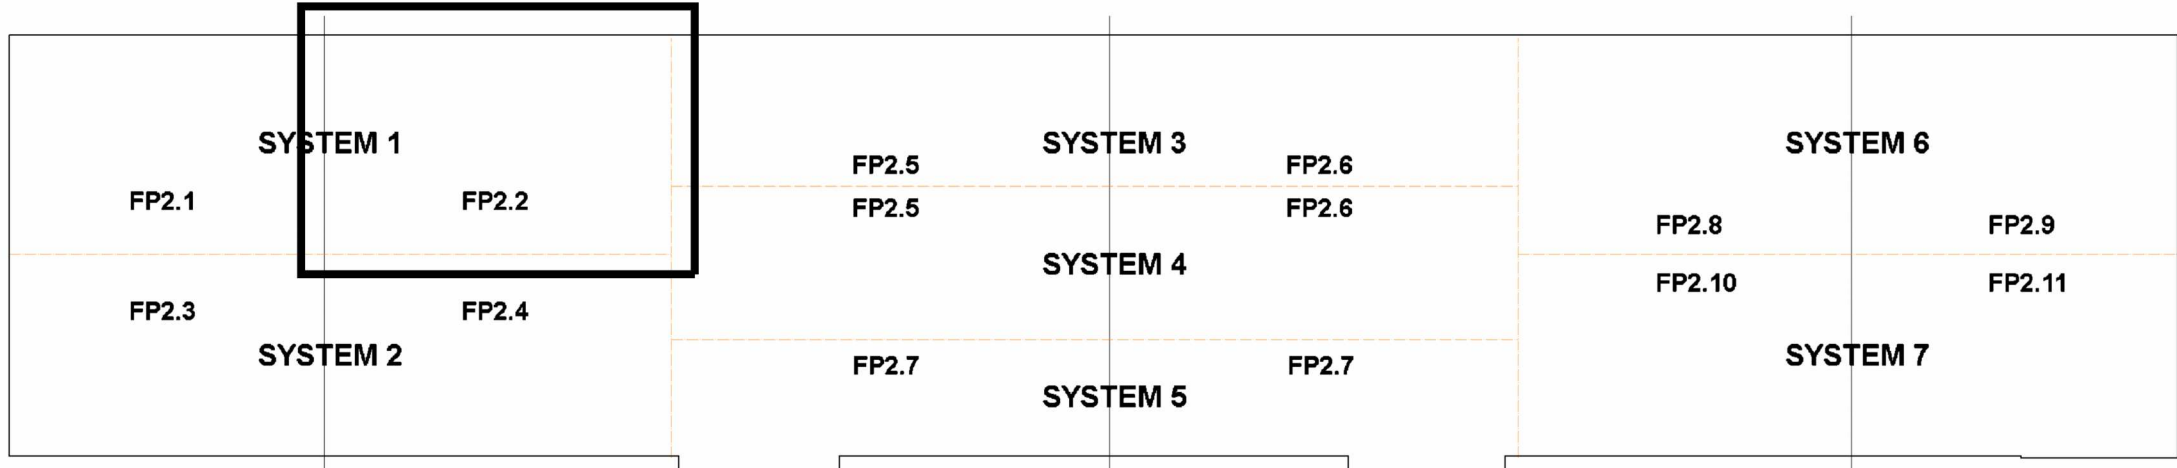 SYSTEM 1
SYSTEM 3
SYSTEM 6
FP2.5
FP2.6
FP2.1
FP2.2
FP2.5
FP2.6
FP2.8
FP2.9
SYSTEM 4
FP2.10
FP2.11
FP2.3
FP2.4
SYSTEM 2
FP2.7
FP2.7
SYSTEM 7
SYSTEM 5